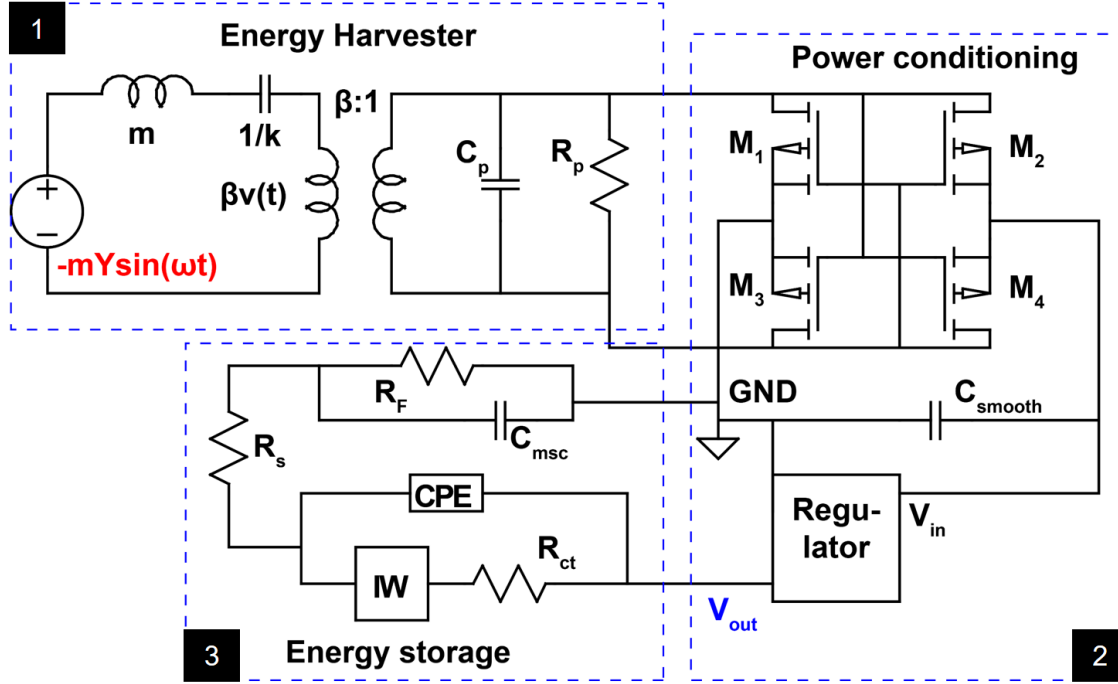 1
Energy Harvester
Power conditioning
β:1
m
1/k
Cp
Rp
M1
M2
+
βv(t)
−
-mYsin(ωt)
M3
M4
RF
GND
Csmooth
Cmsc
Rs
CPE
Regu-
lator
Vin
Rct
IW
Vout
3
Energy storage
2